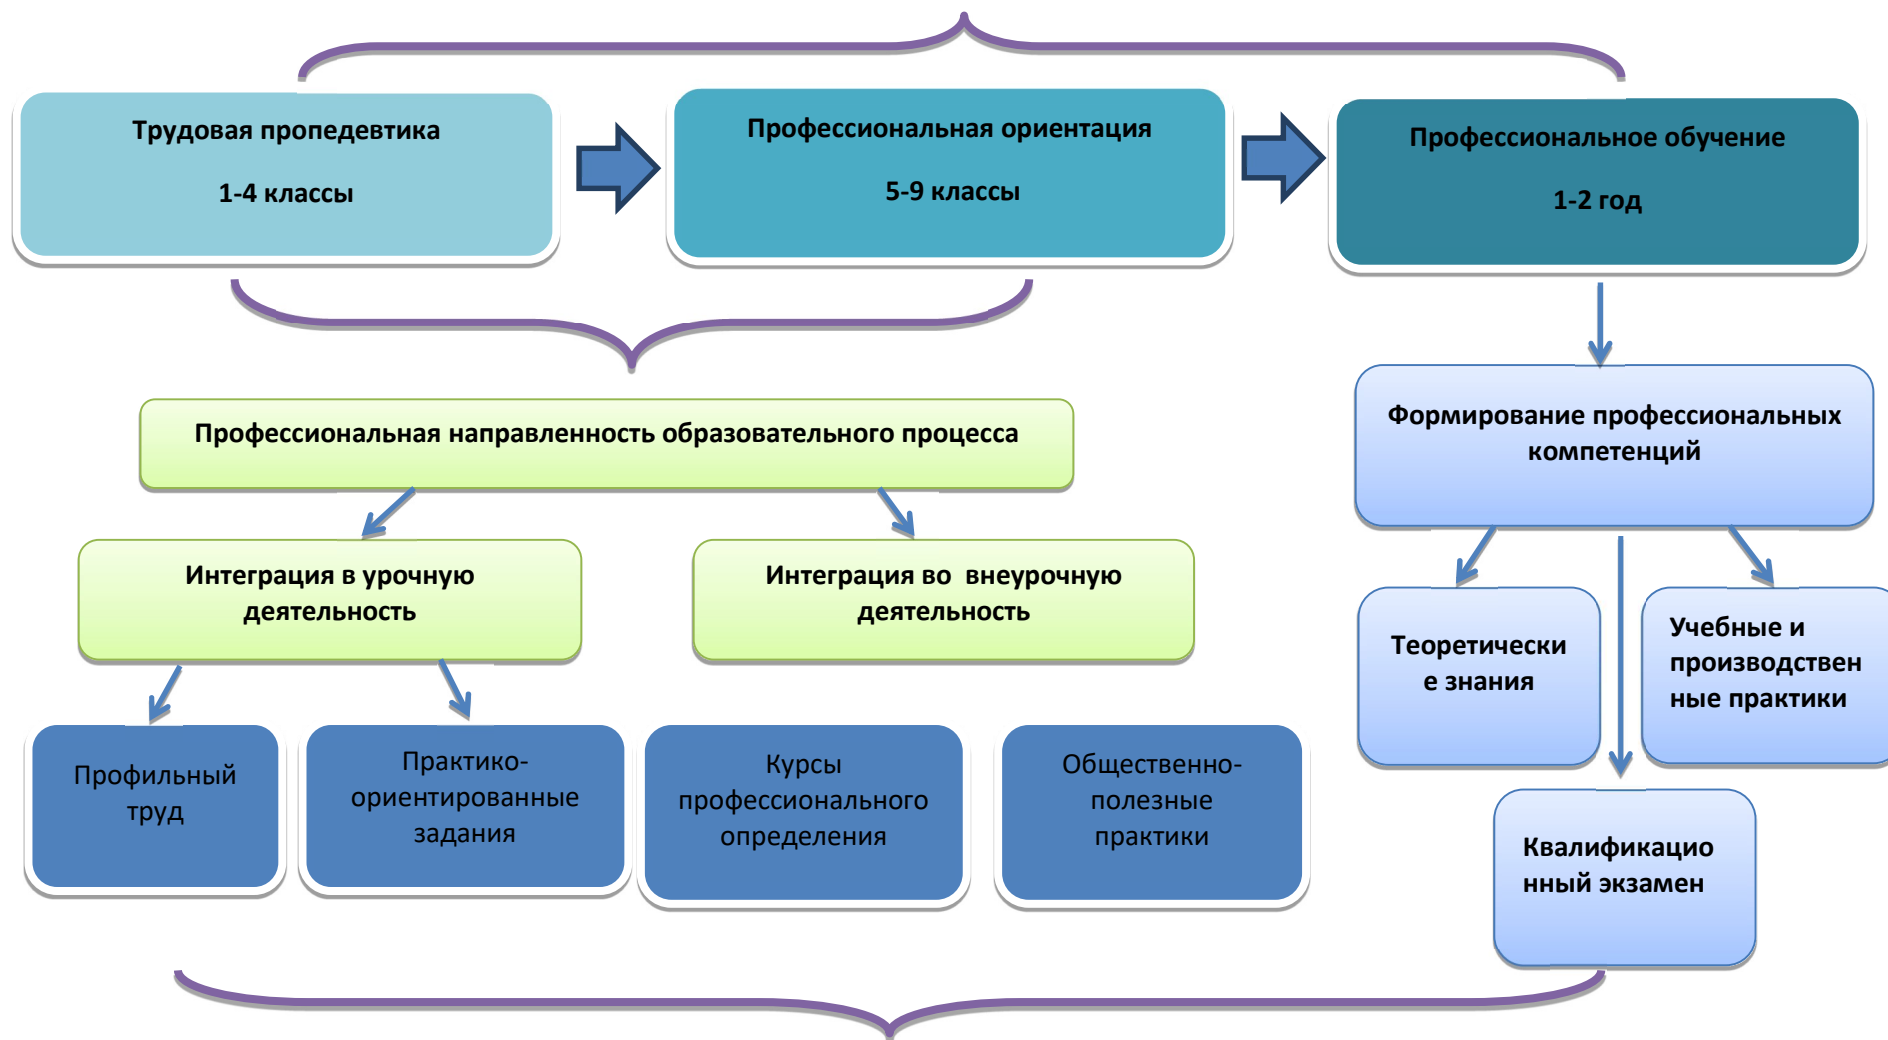 Трудовая пропедевтика
1-4 классы
Профессиональная ориентация
5-9 классы
Профессиональное обучение
1-2 год
Профессиональная направленность образовательного процесса
Формирование профессиональных
компетенций
Интеграция в урочную
деятельность
Интеграция во  внеурочную
деятельность
Теоретически
е знания
Учебные и
производствен
ные практики
Профильный
труд
Практико-
ориентированные
задания
Курсы
профессионального
определения
Общественно-
полезные
практики
Квалификацио
нный экзамен